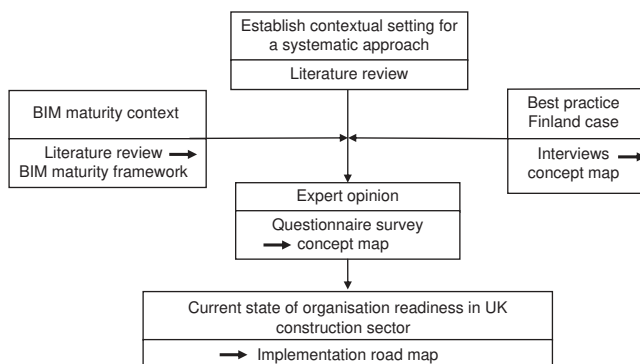 Establish contextual setting for
a systematic approach
Literature review
BIM maturity context
Literature review
BIM maturity framework
Best practice
Finland case
Interviews
concept map
Expert opinion
Questionnaire survey
concept map
Current state of organisation readiness in UK
construction sector
Implementation road map